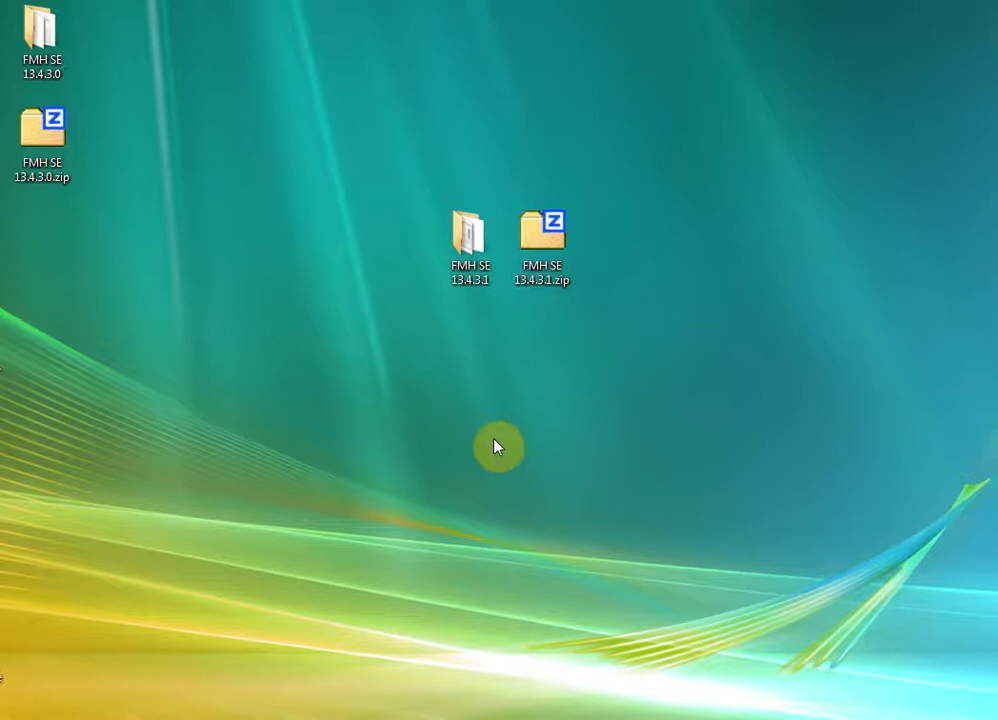 FMH SE
13.4.3.0
FMH SE
13.4.3.0.zip
FMH SE
13.4.3.1
FMH SE
13.4.3.1.zip